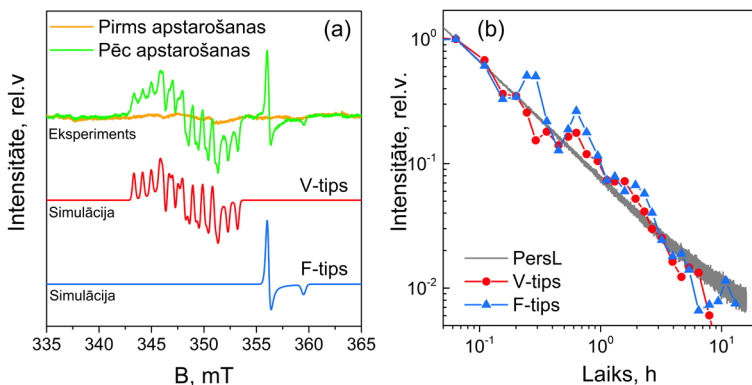 Pirms apstarošanas
Pēc apstarošanas
(a)
Eksperiments
V-tips
Simulācija
F-tips
Simulācija
Intensitāte, rel.v
335 340 345 350 355 360 365
B, mT
(b)
Intensitāte, rel.v
10⁰
10⁻¹
10⁻²
PersL
V-tips
F-tips
10⁻¹ 10⁰ 10¹
Laiks, h